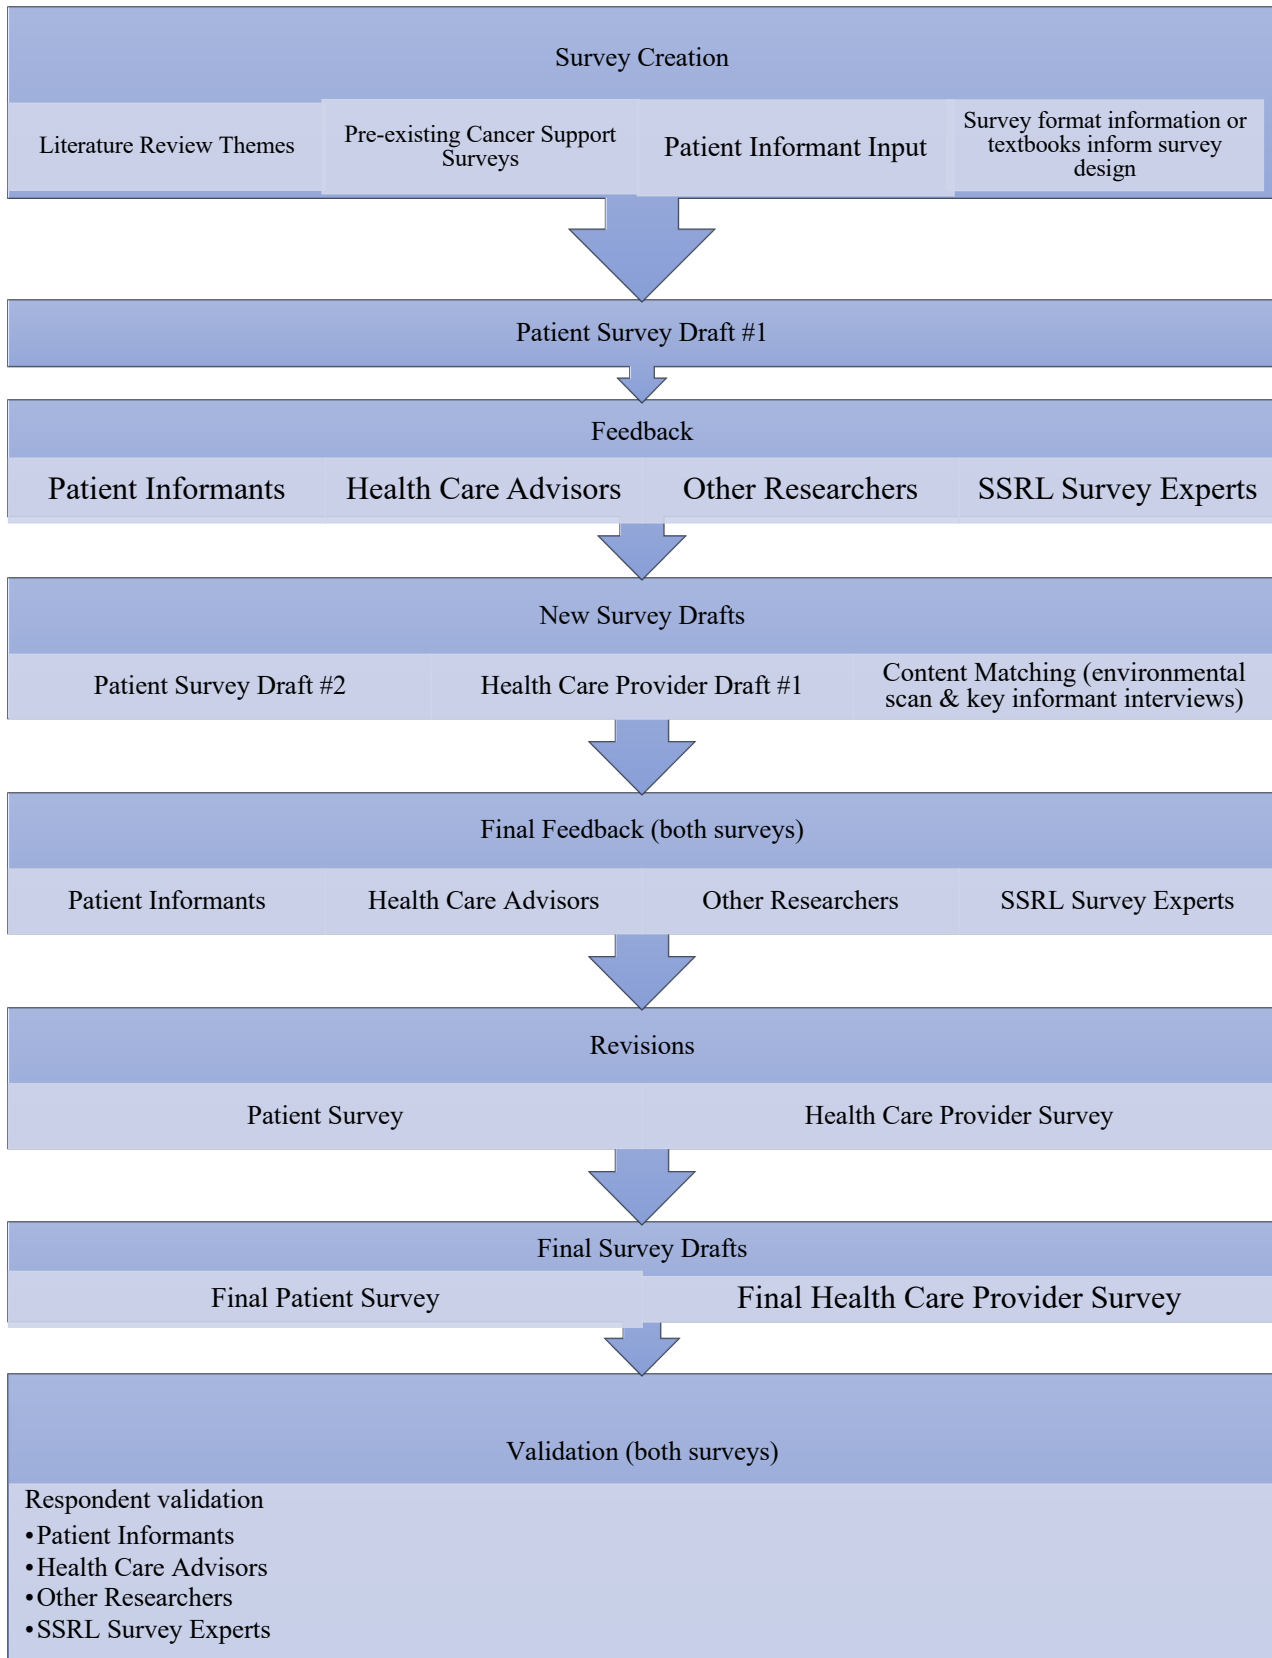 Survey Creation
Literature Review Themes
Pre-existing Cancer Support
Surveys
Patient Informant Input
Survey format information or
textbooks inform survey
design
Patient Survey Draft #1
Feedback
Patient Informants
Health Care Advisors
Other Researchers
SSRL Survey Experts
New Survey Drafts
Patient Survey Draft #2
Health Care Provider Draft #1
Content Matching (environmental
scan & key informant interviews)
Final Feedback (both surveys)
Patient Informants
Health Care Advisors
Other Researchers
SSRL Survey Experts
Revisions
Patient Survey
Health Care Provider Survey
Final Survey Drafts
Final Patient Survey
Final Health Care Provider Survey
Validation (both surveys)
Respondent validation
•Patient Informants
•Health Care Advisors
•Other Researchers
•SSRL Survey Experts